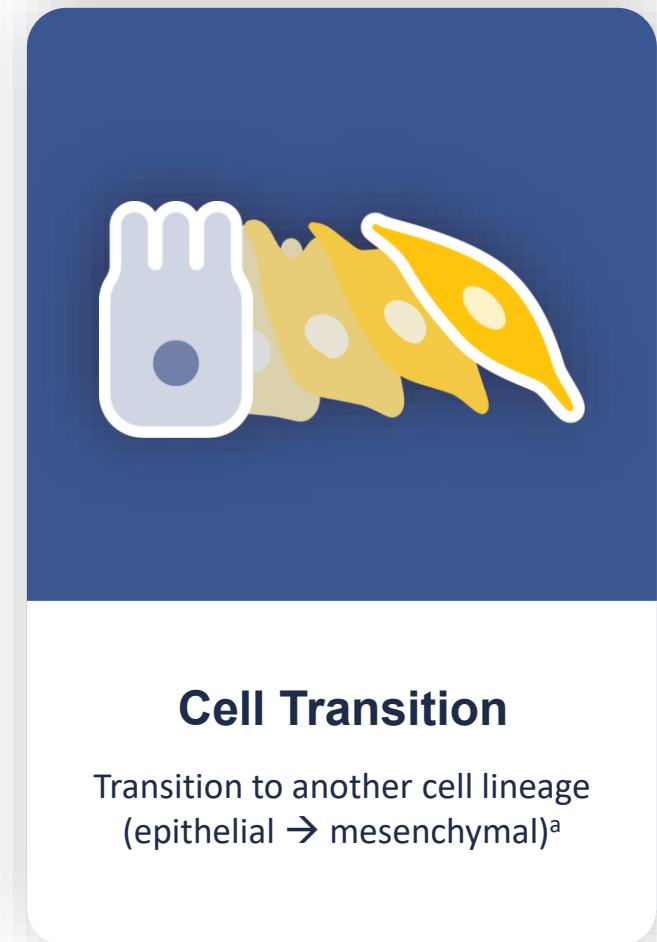 Cell Transition
Transition to another cell lineage
(epithelial → mesenchymal)ᵃ